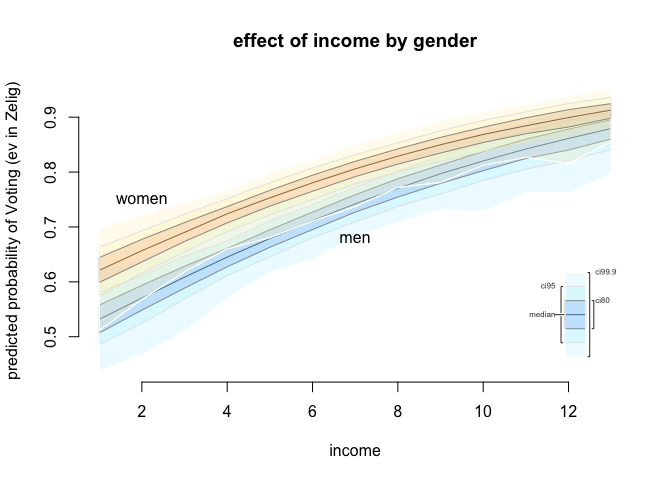 effect of income by gender
predicted probability of Voting (ev in Zelig)
0.9
0.8
0.7
0.6
0.5
women
men
ci99.9
ci95
ci80
median
2 4 6 8 10 12
income